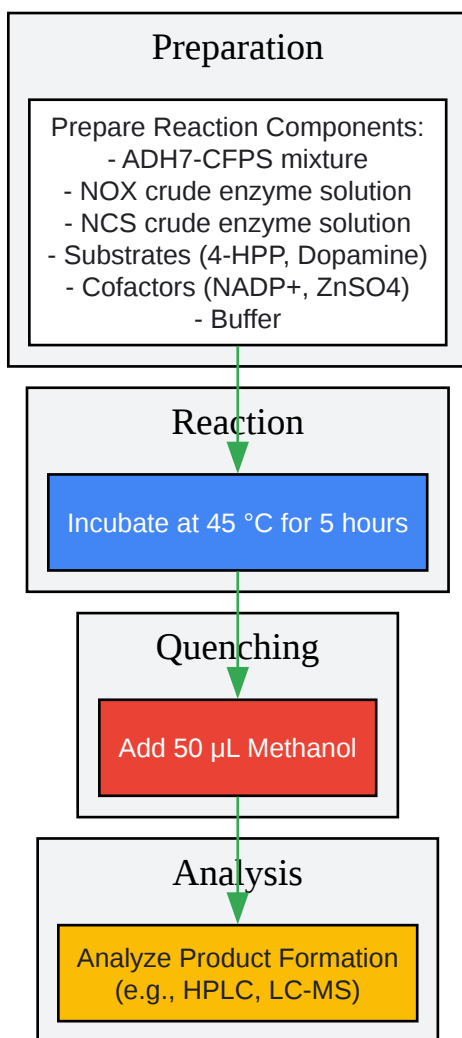 Preparation
Prepare Reaction Components:
- ADH7-CFPS mixture
- NOX crude enzyme solution
- NCS crude enzyme solution
- Substrates (4-HPP, Dopamine)
- Cofactors (NADP+, ZnSO4)
- Buffer
Reaction
Incubate at 45 °C for 5 hours
Quenching
Add 50 μL Methanol
Analysis
Analyze Product Formation
(e.g., HPLC, LC-MS)